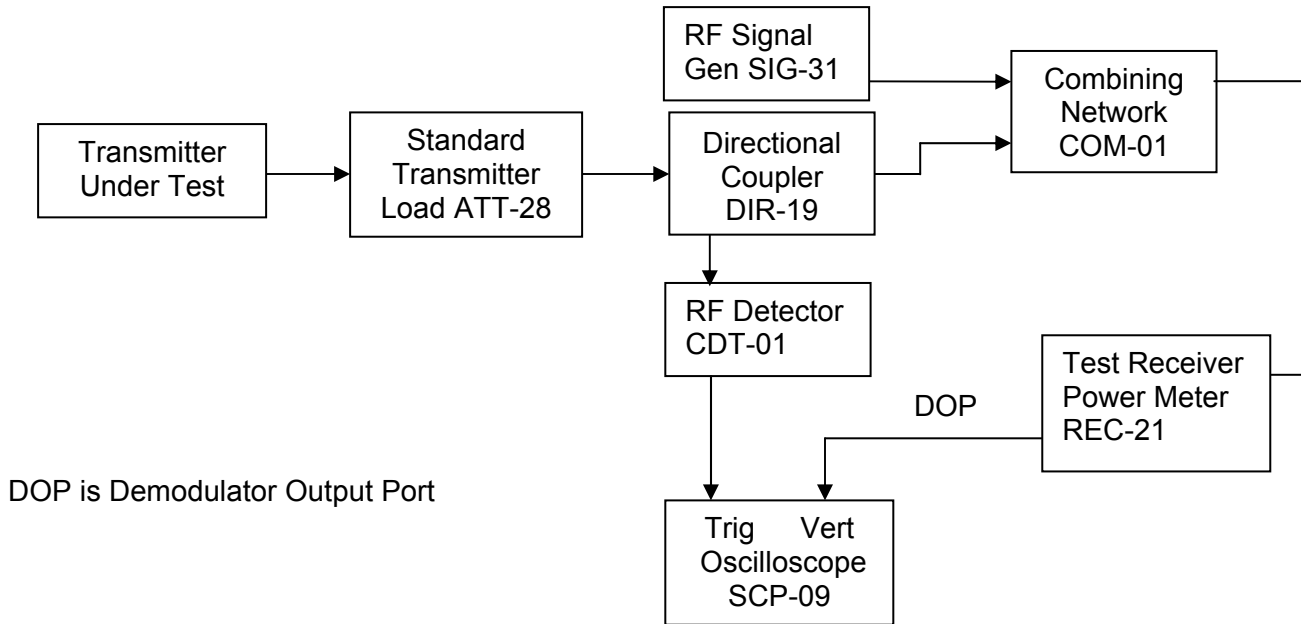 RF Signal
Gen SIG-31
Combining
Network
COM-01
Transmitter
Under Test
Standard
Transmitter
Load ATT-28
Directional
Coupler
DIR-19
RF Detector
CDT-01
Test Receiver
Power Meter
REC-21
DOP
DOP is Demodulator Output Port
Trig Vert
Oscilloscope
SCP-09